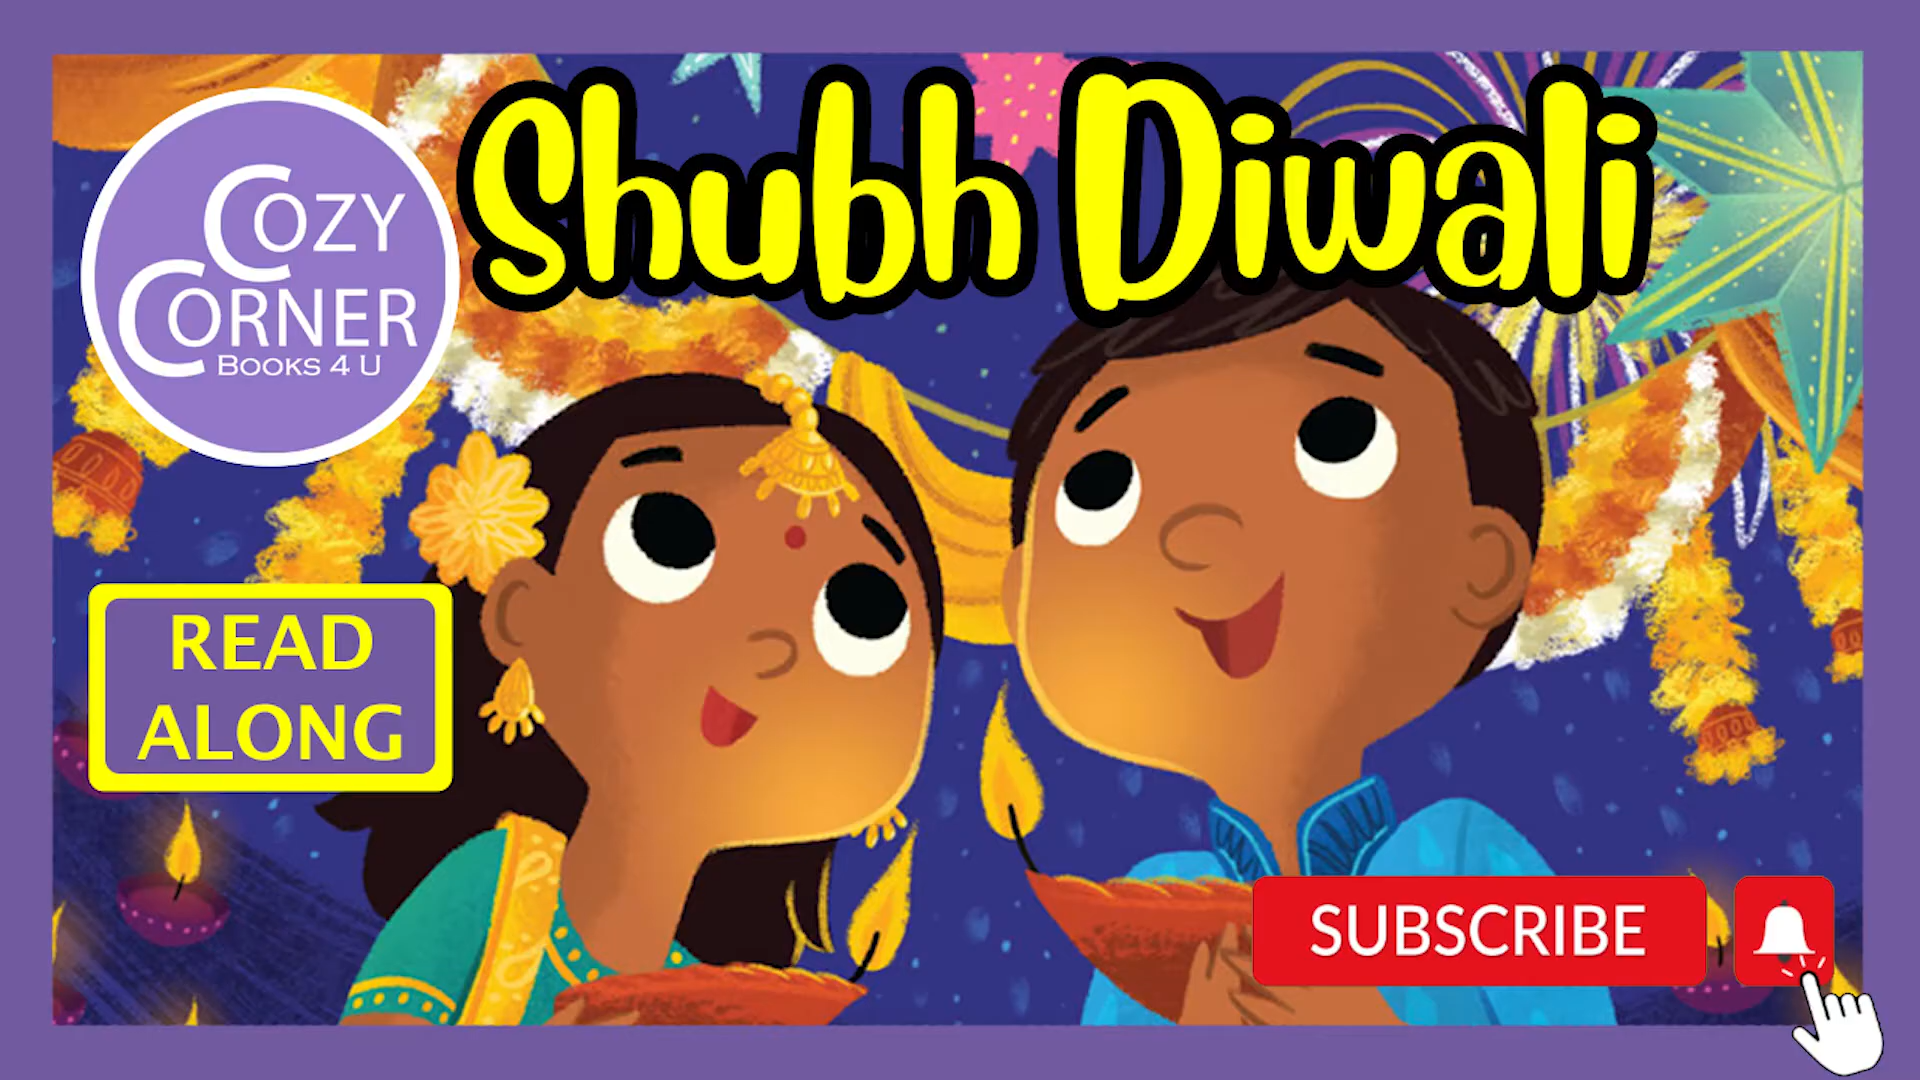 Shubh Diwali
COZY
CORNER
BOOKS 4 U
READ
ALONG
SUBSCRIBE